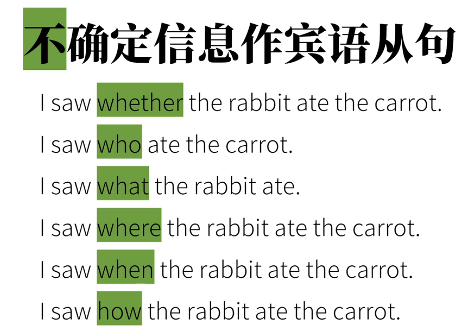 不确定信息作宾语从句
I saw whether the rabbit ate the carrot.
I saw who ate the carrot.
I saw what the rabbit ate.
I saw where the rabbit ate the carrot.
I saw when the rabbit ate the carrot.
I saw how the rabbit ate the carrot.